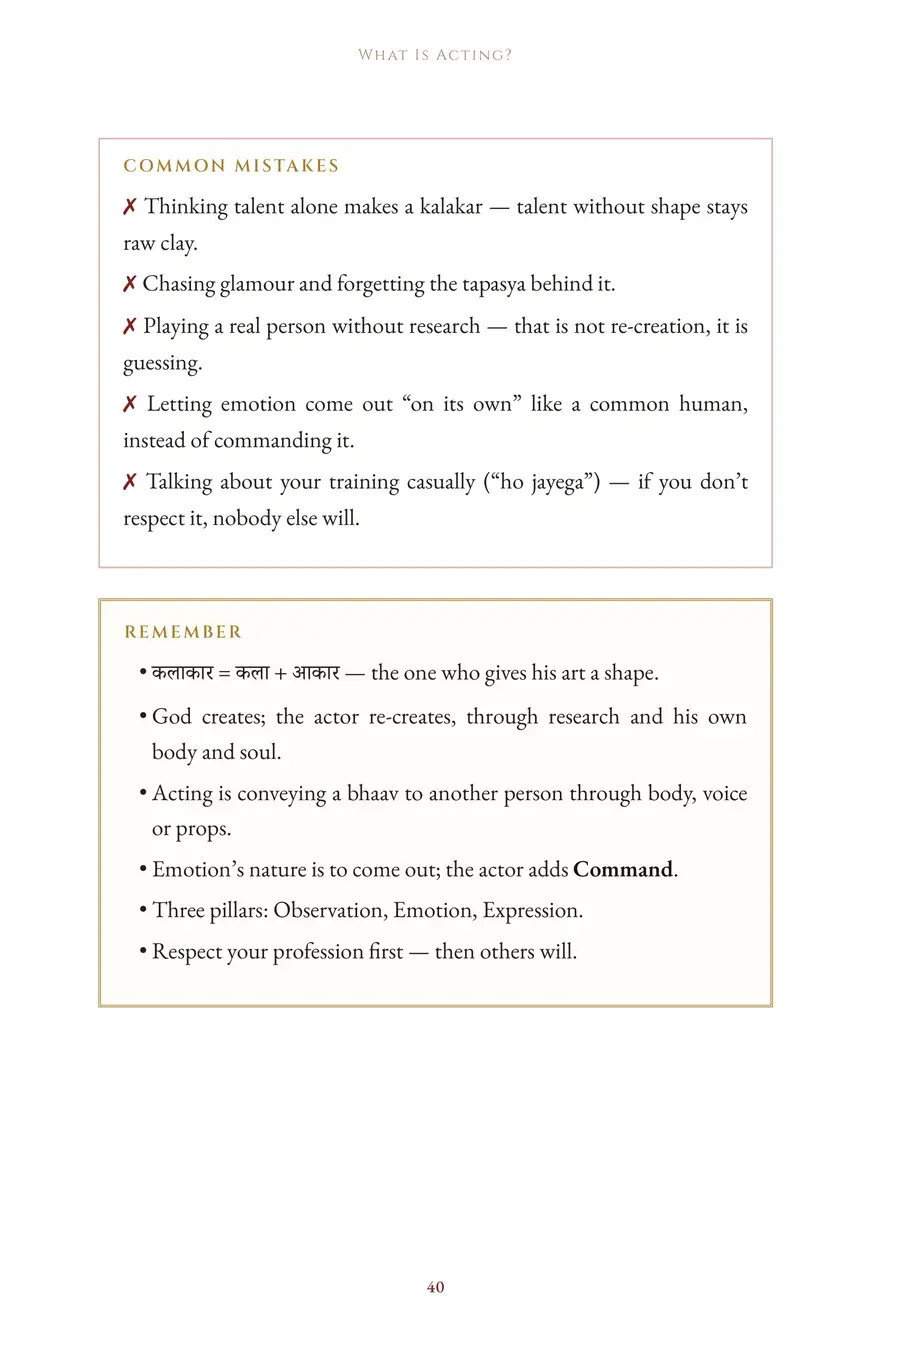 What Is Acting?
COMMON MISTAKES
✗ Thinking talent alone makes a kalakar — talent without shape stays
raw clay.
✗ Chasing glamour and forgetting the tapasya behind it.
✗ Playing a real person without research — that is not re-creation, it is
guessing.
✗ Letting emotion come out “on its own” like a common human,
instead of commanding it.
✗ Talking about your training casually (“ho jayega”) — if you don’t
respect it, nobody else will.
REMEMBER
• कलाकार = कला + आकार — the one who gives his art a shape.
• God creates; the actor re-creates, through research and his own
body and soul.
• Acting is conveying a bhaav to another person through body, voice
or props.
• Emotion’s nature is to come out; the actor adds Command.
• Three pillars: Observation, Emotion, Expression.
• Respect your profession first — then others will.
40